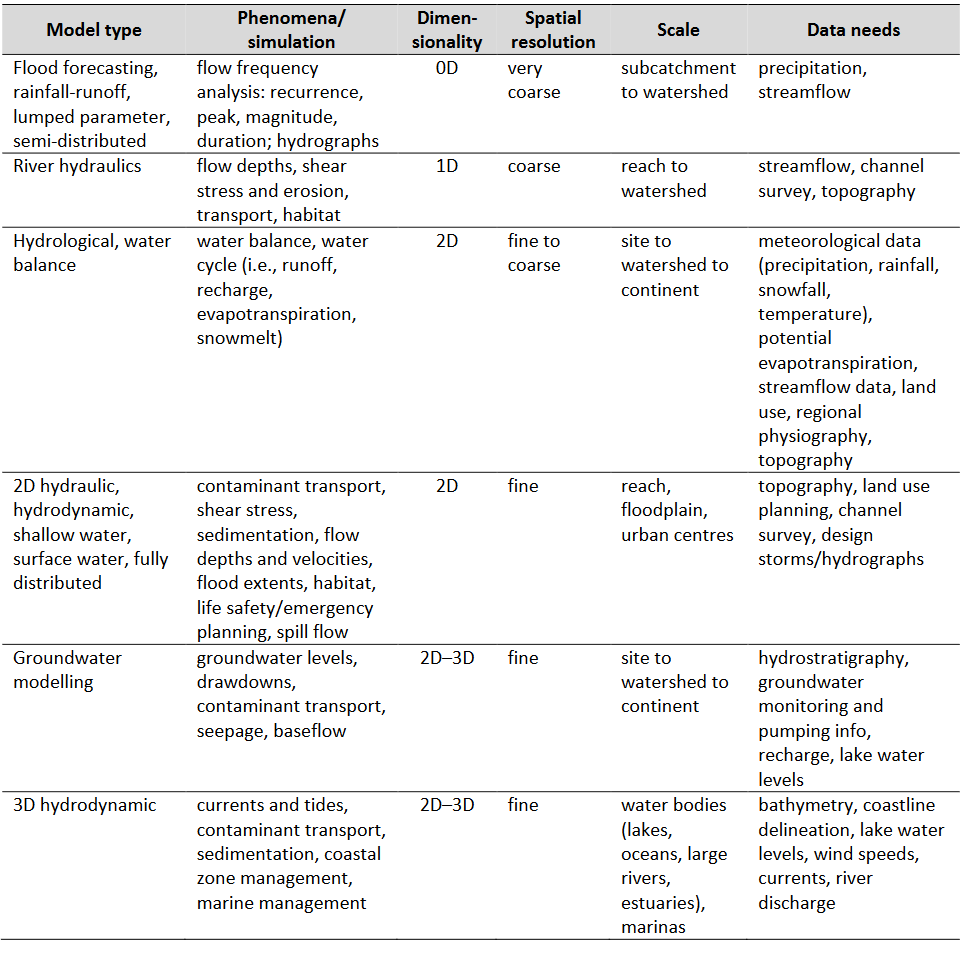 Model type
Phenomena/
simulation
Dimen-
sionality
Spatial
resolution
Scale
Data needs
Flood forecasting,
rainfall-runoff,
lumped parameter,
semi-distributed
flow frequency
analysis: recurrence,
peak, magnitude,
duration; hydrographs
0D
very
coarse
subcatchment
to watershed
precipitation,
streamflow
River hydraulics
flow depths, shear
stress and erosion,
transport, habitat
1D
coarse
reach to
watershed
streamflow, channel
survey, topography
Hydrological, water
balance
water balance, water
cycle (i.e., runoff,
recharge,
evapotranspiration,
snowmelt)
2D
fine to
coarse
site to
watershed to
continent
meteorological data
(precipitation, rainfall,
snowfall,
temperature),
potential
evapotranspiration,
streamflow data, land
use, regional
physiography,
topography
2D hydraulic,
hydrodynamic,
shallow water,
surface water, fully
distributed
contaminant transport,
shear stress,
sedimentation, flow
depths and velocities,
flood extents, habitat,
life safety/emergency
planning, spill flow
2D
fine
reach,
floodplain,
urban centres
topography, land use
planning, channel
survey, design
storms/hydrographs
Groundwater
modelling
groundwater levels,
drawdowns,
contaminant transport,
seepage, baseflow
2D–3D
fine
site to
watershed to
continent
hydrostratigraphy,
groundwater
monitoring and
pumping info,
recharge, lake water
levels
3D hydrodynamic
currents and tides,
contaminant transport,
sedimentation, coastal
zone management,
marine management
2D–3D
fine
water bodies
(lakes,
oceans, large
rivers,
estuaries),
marinas
bathymetry, coastline
delineation, lake water
levels, wind speeds,
currents, river
discharge